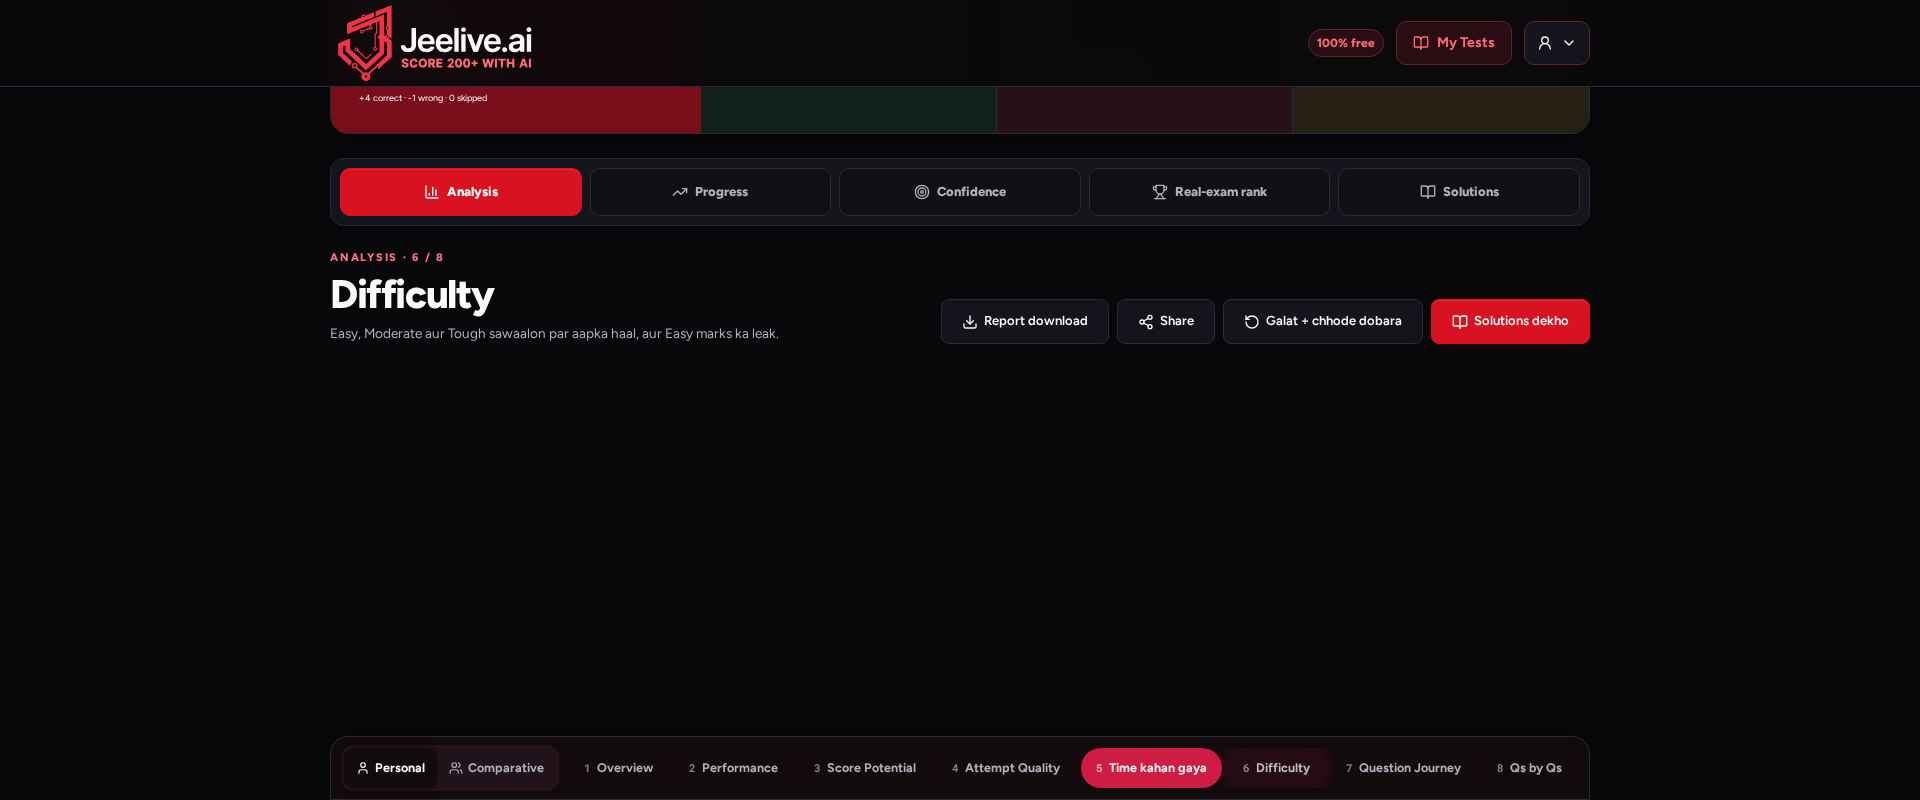 Jeelive.ai
SCORE 200+ WITH AI
100% free
My Tests
+4 correct · -1 wrong · 0 skipped
Analysis
Progress
Confidence
Real-exam rank
Solutions
ANALYSIS · 6 / 8
Difficulty
Easy, Moderate aur Tough sawaalon par aapka haal, aur Easy marks ka leak.
Report download
Share
Galat + chhode dobara
Solutions dekho
Personal
Comparative
1 Overview
2 Performance
3 Score Potential
4 Attempt Quality
5 Time kahan gaya
6 Difficulty
7 Question Journey
8 Qs by Qs